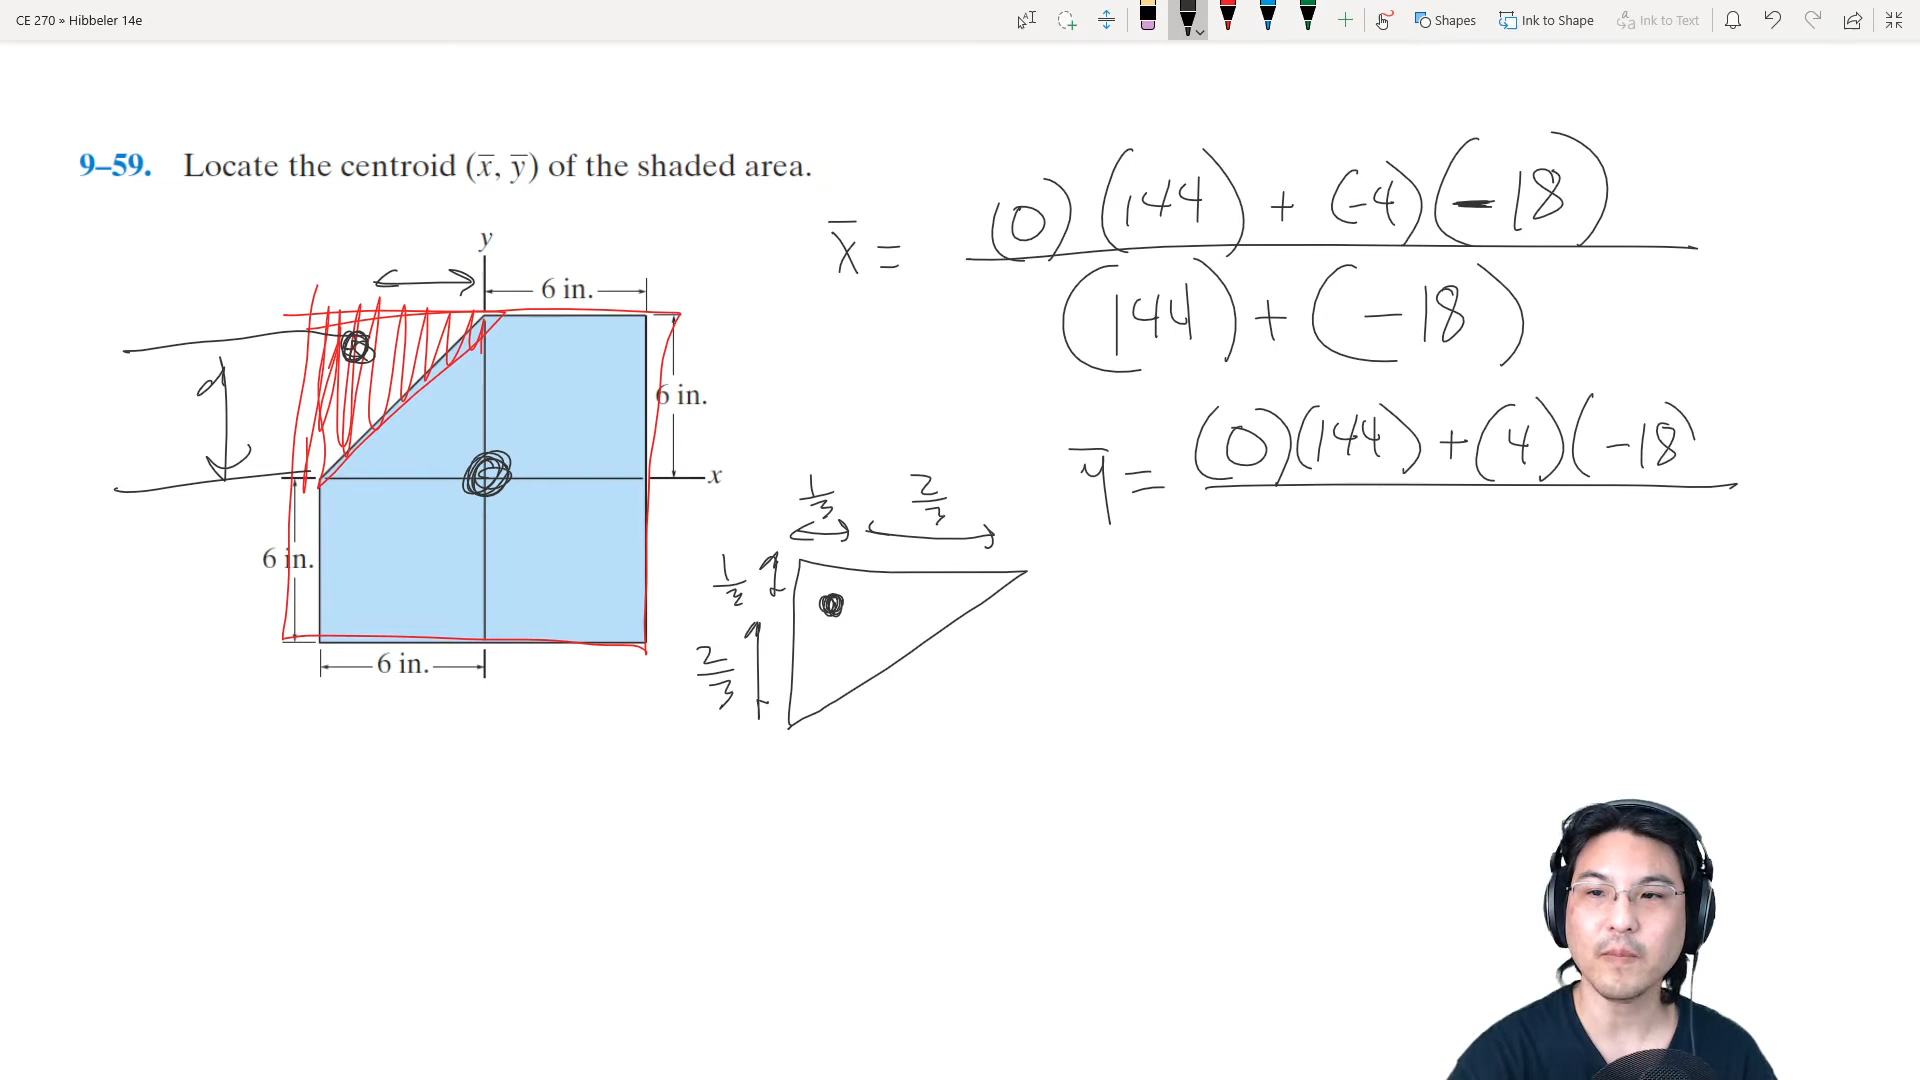 CE 270 » Hibbeler 14e
Shapes Ink to Shape Ink to Text
9–59. Locate the centroid (x̅, y̅) of the shaded area.
y
6 in.
6 in.
x
6 in.
6 in.
1/3 2/3
1/3
2/3
x̅ = (0)(144) + (-4)(-18)
(144) + (-18)
y̅ = (0)(144) + (4)(-18)